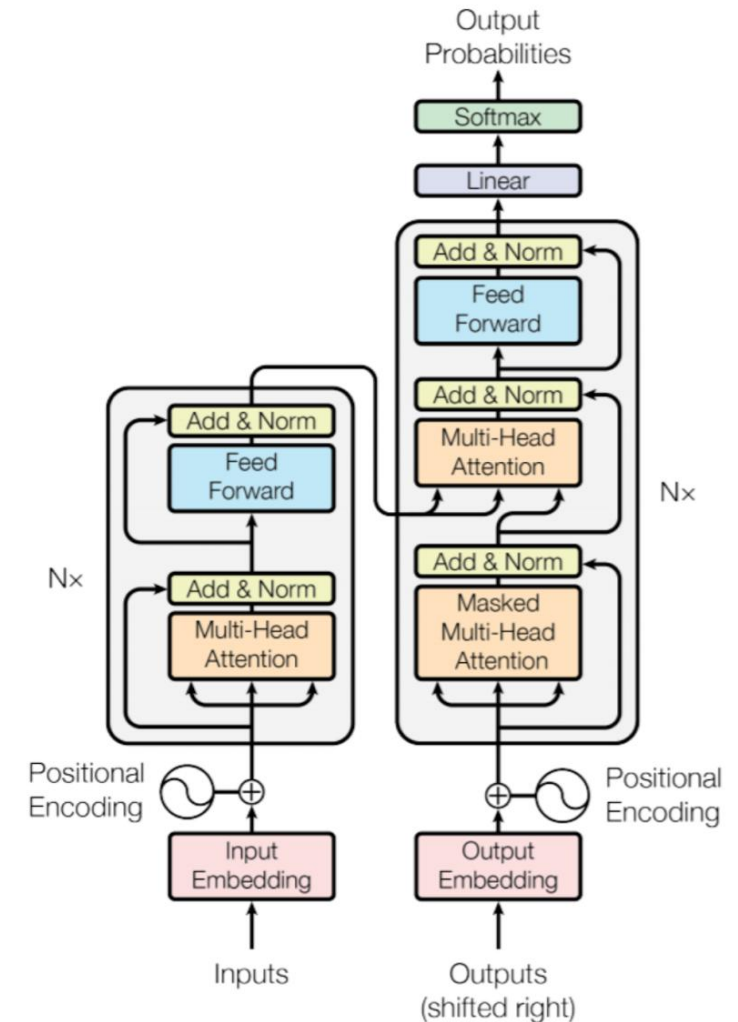 Output
Probabilities
Softmax
Linear
Add & Norm
Feed
Forward
Add & Norm
Multi-Head
Attention
Add & Norm
Masked
Multi-Head
Attention
Nx
Add & Norm
Feed
Forward
Add & Norm
Multi-Head
Attention
Nx
Positional
Encoding
Positional
Encoding
Input
Embedding
Output
Embedding
Inputs
Outputs
(shifted right)